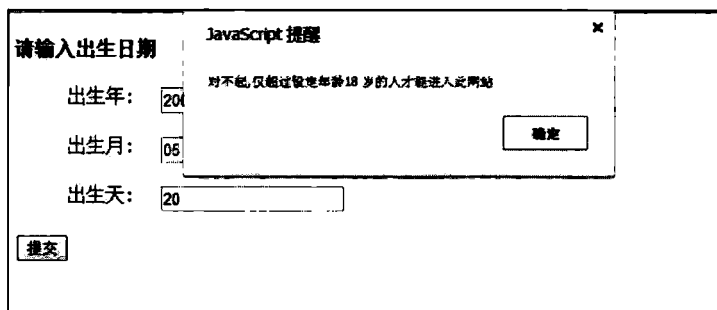 请输入出生日期
JavaScript 提醒
对不起,仅超过设定年龄18 岁的人才能进入此网站
确定
出生年: 200
出生月: 05
出生天: 20
提交